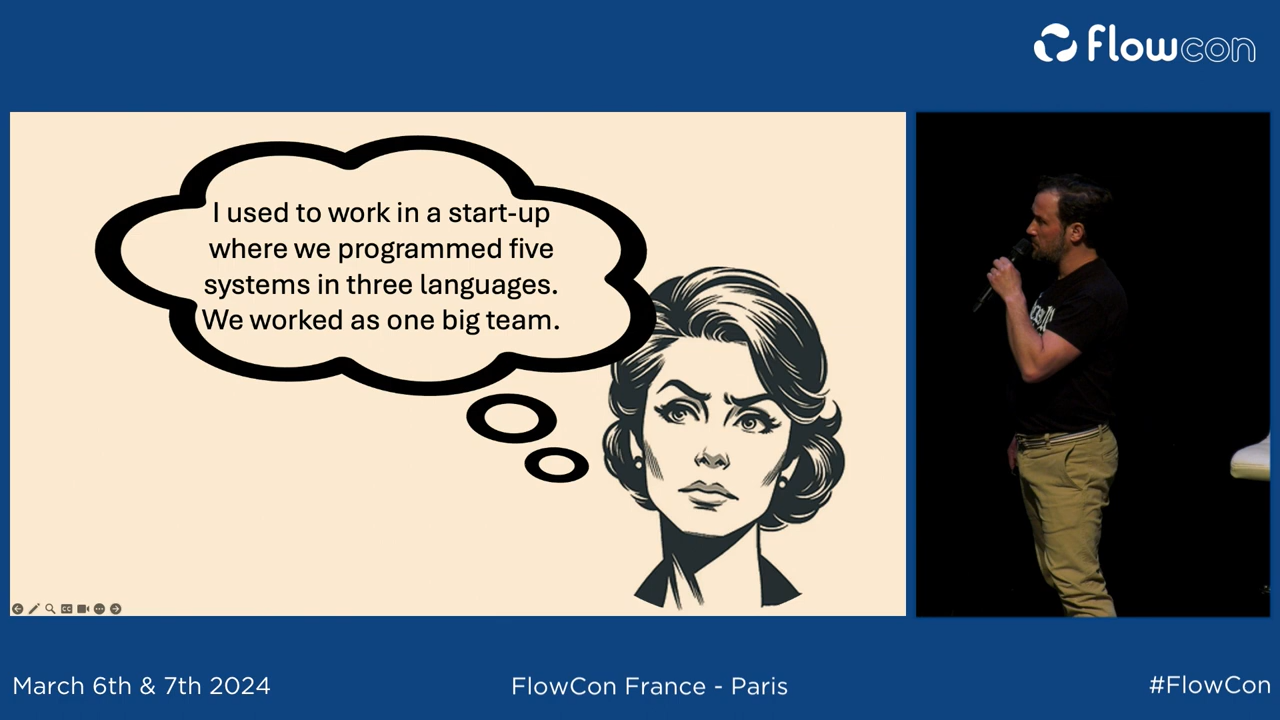 flowcon
I used to work in a start-up
where we programmed five
systems in three languages.
We worked as one big team.
March 6th & 7th 2024
FlowCon France - Paris
#FlowCon